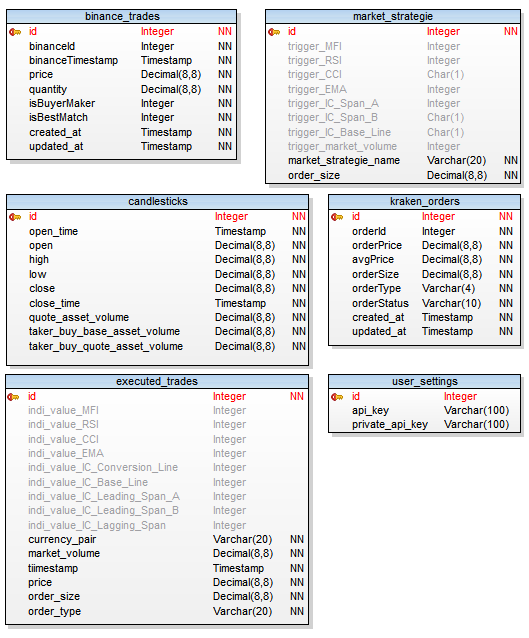 binance_trades
id Integer NN
binanceId Integer NN
binanceTimestamp Timestamp NN
price Decimal(8,8) NN
quantity Decimal(8,8) NN
isBuyerMaker Integer NN
isBestMatch Integer NN
created_at Timestamp NN
updated_at Timestamp NN
market_strategie
id Integer NN
trigger_MFI Integer
trigger_RSI Integer
trigger_CCI Char(1)
trigger_EMA Integer
trigger_IC_Span_A Integer
trigger_IC_Span_B Char(1)
trigger_IC_Base_Line Char(1)
trigger_market_volume Integer
market_strategie_name Varchar(20) NN
order_size Decimal(8,8) NN
candlesticks
id Integer NN
open_time Timestamp NN
open Decimal(8,8) NN
high Decimal(8,8) NN
low Decimal(8,8) NN
close Decimal(8,8) NN
close_time Timestamp NN
quote_asset_volume Decimal(8,8) NN
taker_buy_base_asset_volume Decimal(8,8) NN
taker_buy_quote_asset_volume Decimal(8,8) NN
kraken_orders
id Integer NN
orderId Integer NN
orderPrice Decimal(8,8) NN
avgPrice Decimal(8,8) NN
orderSize Decimal(8,8) NN
orderType Varchar(4) NN
orderStatus Varchar(10) NN
created_at Timestamp NN
updated_at Timestamp NN
executed_trades
id Integer NN
indi_value_MFI Integer
indi_value_RSI Integer
indi_value_CCI Integer
indi_value_EMA Integer
indi_value_IC_Conversion_Line Integer
indi_value_IC_Base_Line Integer
indi_value_IC_Leading_Span_A Integer
indi_value_IC_Leading_Span_B Integer
indi_value_IC_Lagging_Span Integer
currency_pair Varchar(20) NN
market_volume Decimal(8,8) NN
tiimestamp Timestamp NN
price Decimal(8,8) NN
order_size Decimal(8,8) NN
order_type Varchar(20) NN
user_settings
id Integer NN
api_key Varchar(100) NN
private_api_key Varchar(100) NN